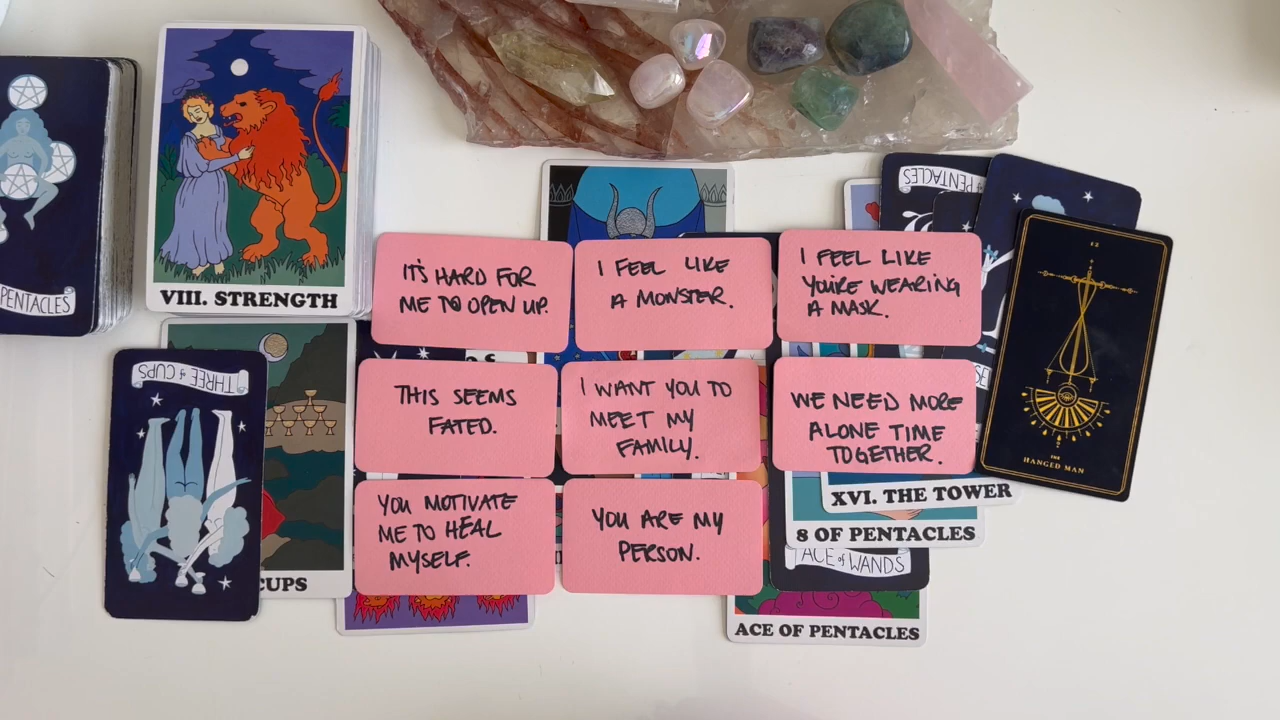 PENTACLES
VIII. STRENGTH
IT'S HARD FOR
ME TO OPEN UP.
I FEEL LIKE
A MONSTER.
I FEEL LIKE
YOU'RE WEARING
A MASK.
THIS SEEMS
FATED.
I WANT YOU TO
MEET MY
FAMILY.
WE NEED MORE
ALONE TIME
TOGETHER.
YOU MOTIVATE
ME TO HEAL
MYSELF.
YOU ARE MY
PERSON.
THREE of CUPS
CUPS
of PENTACLES
THE
HANGED MAN
XVI. THE TOWER
8 OF PENTACLES
ACE of WANDS
ACE OF PENTACLES